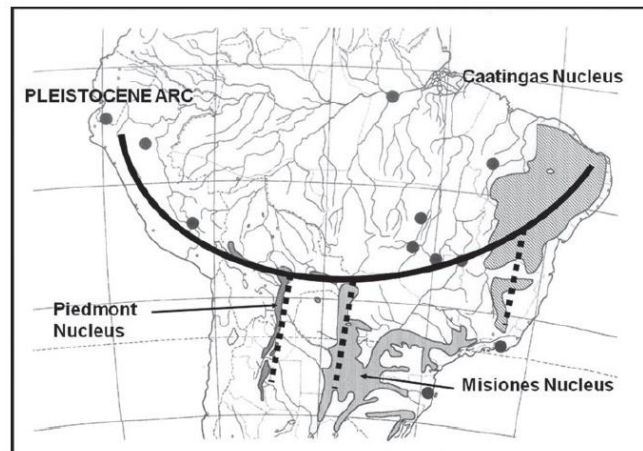 Caatingas Nucleus
PLEISTOCENE ARC
Piedmont
Nucleus
Misiones Nucleus